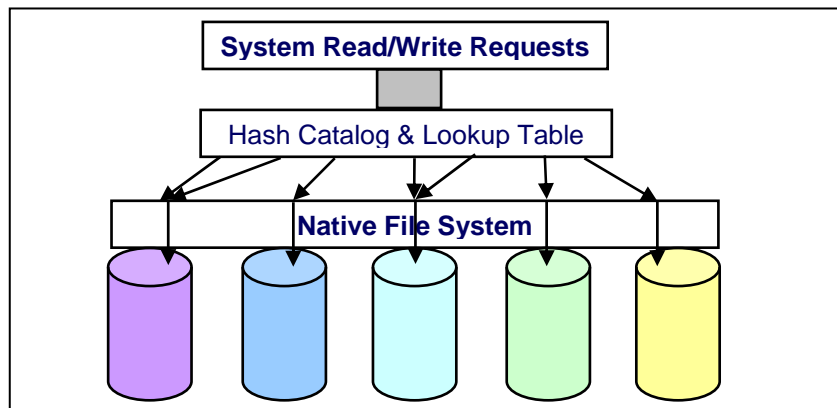 System Read/Write Requests
Hash Catalog & Lookup Table
Native File System